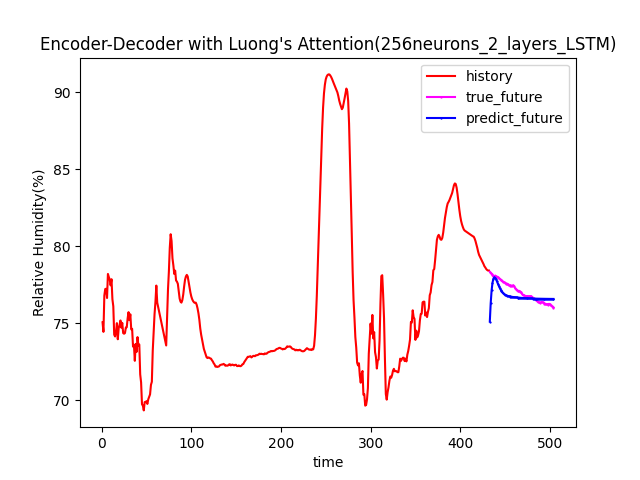 Encoder-Decoder with Luong's Attention(256neurons_2_layers_LSTM)
history
true_future
predict_future
90
85
80
75
70
Relative Humidity(%)
0 100 200 300 400 500
time